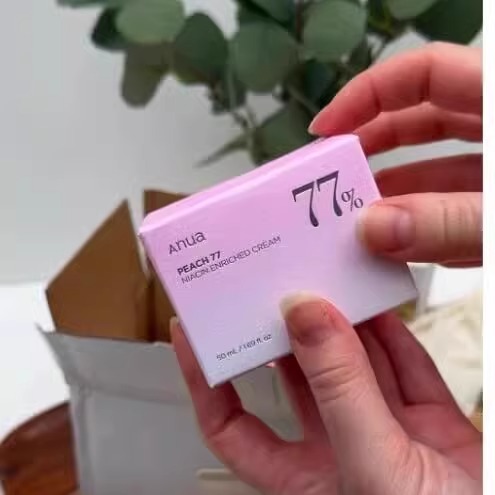 Anua
77%
PEACH 77
NIACIN ENRICHED CREAM
50 mL / 1.69 fl. oz